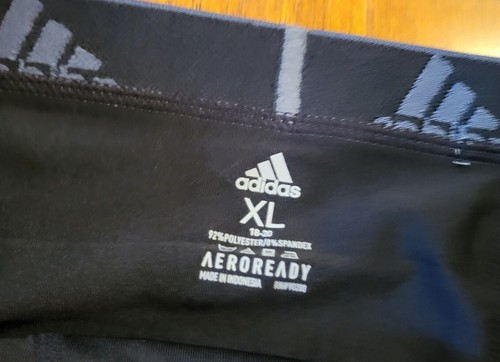 adidas
XL
18-20
92%POLYESTER/8%SPANDEX
AEROREADY
MADE IN INDONESIA